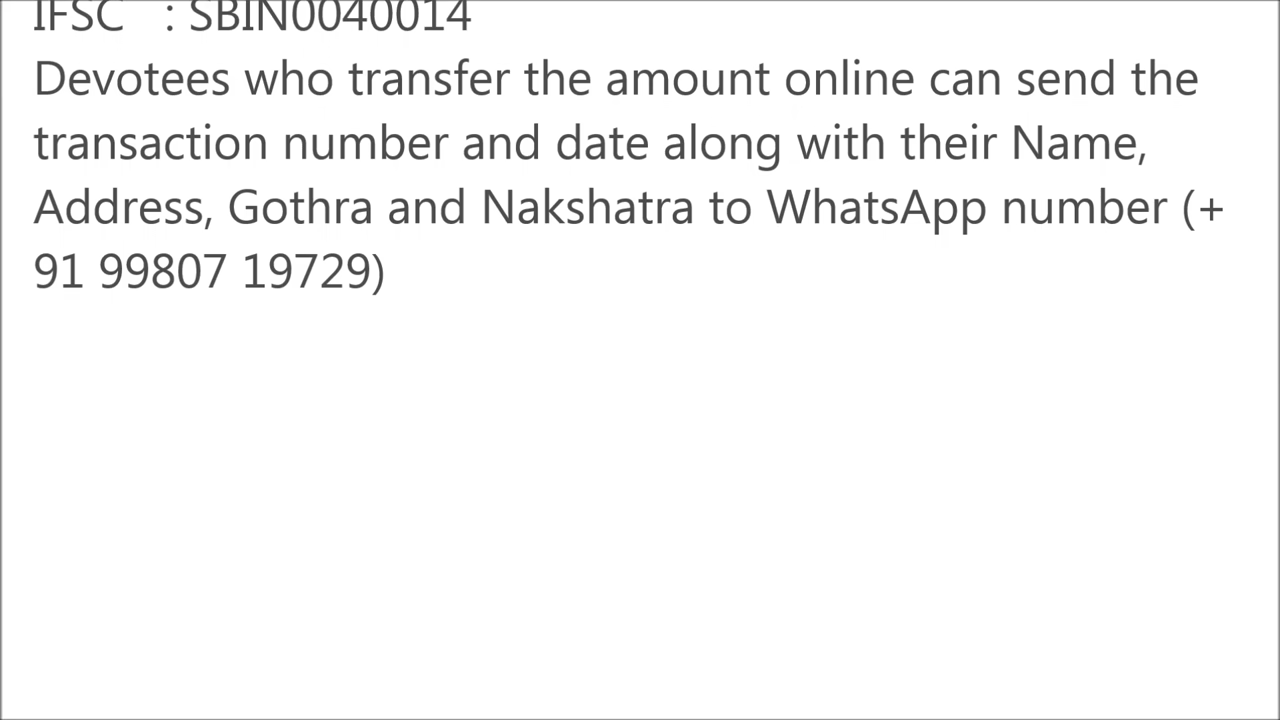 IFSC : SBIN0040014
Devotees who transfer the amount online can send the
transaction number and date along with their Name,
Address, Gothra and Nakshatra to WhatsApp number (+
91 99807 19729)